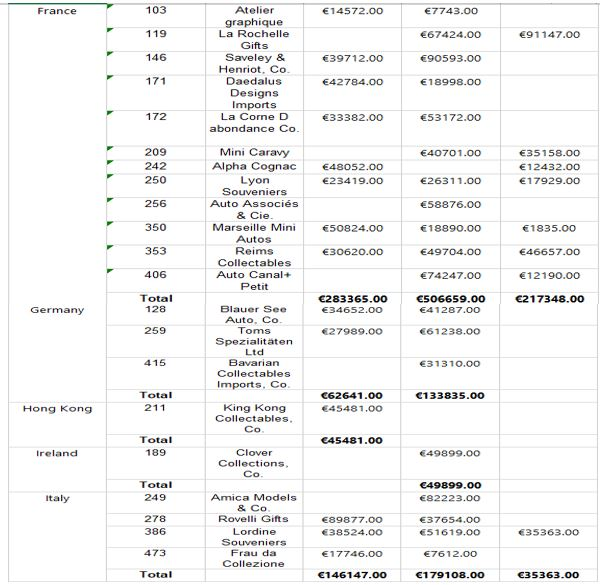 France 103 Atelier €14572.00 €7743.00
graphique
119 La Rochelle €67424.00 €91147.00
Gifts
146 Saveley & €39712.00 €90593.00
Henriot, Co.
171 Daedalus €42784.00 €18998.00
Designs
Imports
172 La Corne D €33382.00 €53172.00
abondance Co.
209 Mini Caravy €40701.00 €35158.00
242 Alpha Cognac €48052.00 €12432.00
250 Lyon €23419.00 €26311.00 €17929.00
Souveniers
256 Auto Associés €58876.00
& Cie.
350 Marseille Mini €50824.00 €18890.00 €1835.00
Autos
353 Reims €30620.00 €49704.00 €46657.00
Collectables
406 Auto Canal+ €74247.00 €12190.00
Petit
Total €283365.00 €506659.00 €217348.00
Germany 128 Blauer See €34652.00 €41287.00
Auto, Co.
259 Toms €27989.00 €61238.00
Spezialitäten
Ltd
415 Bavarian €31310.00
Collectables
Imports, Co.
Total €62641.00 €133835.00
Hong Kong 211 King Kong €45481.00
Collectables,
Co.
Total €45481.00
Ireland 189 Clover €49899.00
Collections,
Co.
Total €49899.00
Italy 249 Amica Models €82223.00
& Co.
278 Rovelli Gifts €89877.00 €37654.00
386 Lordine €38524.00 €51619.00 €35363.00
Souveniers
473 Frau da €17746.00 €7612.00
Collezione
Total €146147.00 €179108.00 €35363.00